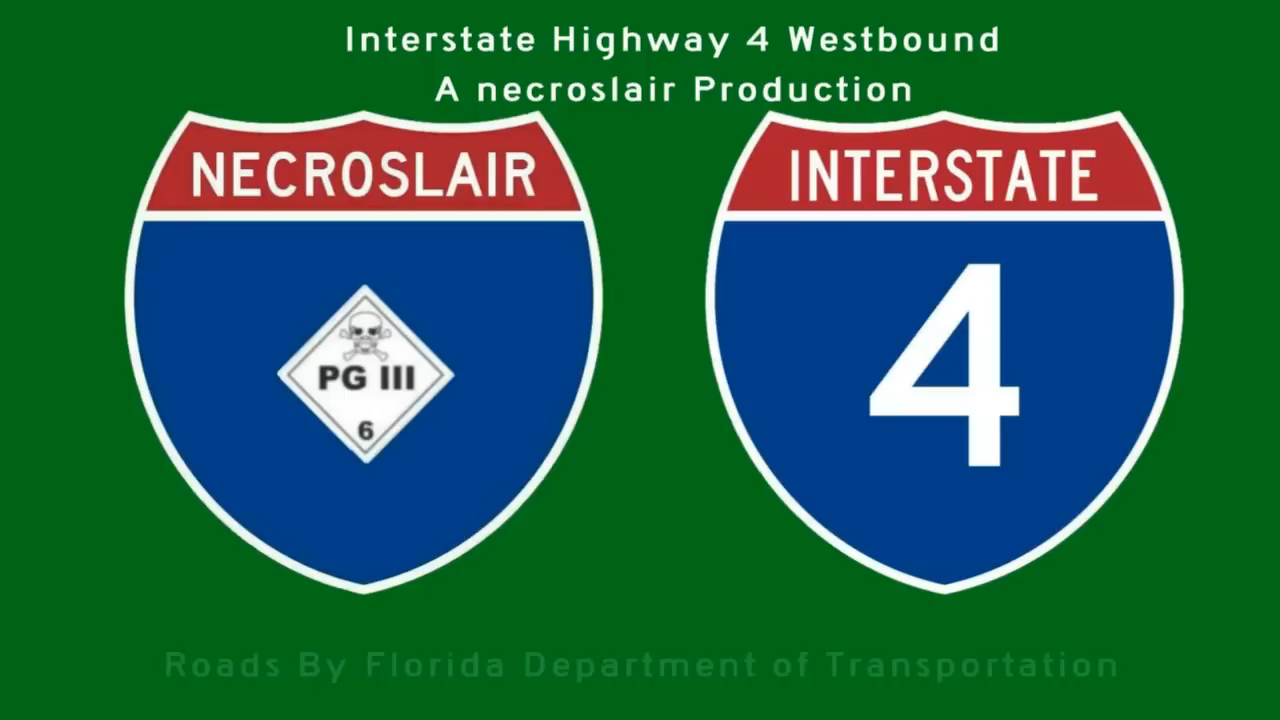 Interstate Highway 4 Westbound
A necroslair Production
NECROSLAIR
INTERSTATE
4
PG III
6
Roads By Florida Department of Transportation